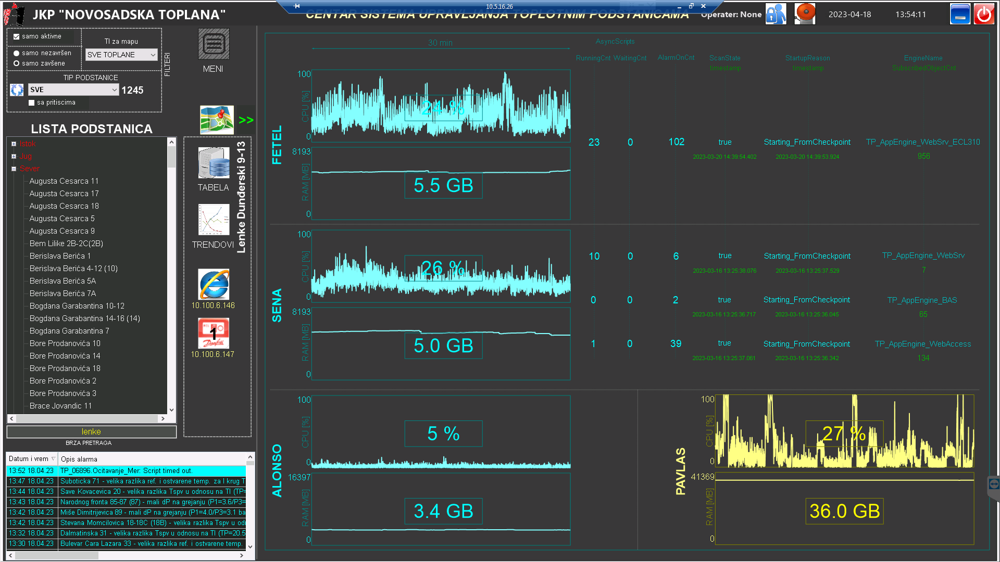 10.5.16.26
JKP "NOVOSADSKA TOPLANA"
CENTAR SISTEMA UPRAVLJANJA TOPLOTNIM PODSTANICAMA
Operater: None
2023-04-18
13:54:11
samo aktivne
samo nezavršen
samo zavšene
TI za mapu
SVE TOPLANE
FILTERI
TIP PODSTANICE
SVE
1245
sa pritiscima
MENI
>>
LISTA PODSTANICA
Istok
Jug
Sever
Augusta Cesarca 11
Augusta Cesarca 17
Augusta Cesarca 18
Augusta Cesarca 5
Augusta Cesarca 9
Bem Lilike 2B-2C(2B)
Berislava Berića 1
Berislava Berića 4-12 (10)
Berislava Berića 5A
Berislava Berića 7A
Bogdana Garabantina 10-12
Bogdana Garabantina 14-16 (14)
Bogdana Garabantina 7
Bore Prodanovića 10
Bore Prodanovića 14
Bore Prodanovića 18
Bore Prodanovića 2
Bore Prodanovića 3
Brace Jovandic 11
lenke
BRZA PRETRAGA
Lenke Dunđerski 9-13
TABELA
TRENDOVI
10.100.6.146
1
Danfoss
10.100.6.147
Datum i vrem Opis alarma
13:52 18.04.23 TP_06896.Ocitavanje_Mer: Script timed out.
13:47 18.04.23 Suboticka 71 - velika razlika ref. i ostvarene temp. za I krug T
13:44 18.04.23 Save Kovacevica 20 - velika razlika Tspv u odnosu na TI (TP=
13:43 18.04.23 Narodnog fronta 85-87 (87) - mali dP na grejanju (P1=3.6/P3=
13:42 18.04.23 Miše Dimitrijevica 89 - mali dP na grejanju (P1=4.0/P3=3.1 ba
13:42 18.04.23 Stevana Momcilovica 18-18C (18B) - velika razlika Tspv u od
13:32 18.04.23 Dalmatinska 31 - velika razlika Tspv u odnosu na TI (TP=20.5
13:30 18.04.23 Bulevar Cara Lazara 33 - velika razlika ref. i ostvarene temp.
30 min
AsyncScripts
RunningCnt WaitingCnt AlarmOnCnt ScanState StartupReason EngineName
timestamp timestamp SubscribedObjectCnt
FETEL
100
CPU [%]
24 %
0
8193
RAM [MB]
5.5 GB
0
23 0 102 true Starting_FromCheckpoint TP_AppEngine_WebSrv_ECL310
2023-03-20 14:39:54.402 2023-03-20 14:39:53.924 956
SENA
100
CPU [%]
26 %
0
8193
RAM [MB]
5.0 GB
0
10 0 6 true Starting_FromCheckpoint TP_AppEngine_WebSrv
2023-03-16 13:25:38.076 2023-03-16 13:25:37.529 7
0 0 2 true Starting_FromCheckpoint TP_AppEngine_BAS
2023-03-16 13:25:36.717 2023-03-16 13:25:36.045 65
1 0 39 true Starting_FromCheckpoint TP_AppEngine_WebAccess
2023-03-16 13:25:37.061 2023-03-16 13:25:36.342 134
ALONSO
100
CPU [%]
5 %
0
16397
RAM [MB]
3.4 GB
0
PAVLAS
100
CPU [%]
27 %
0
41369
RAM [MB]
36.0 GB
0